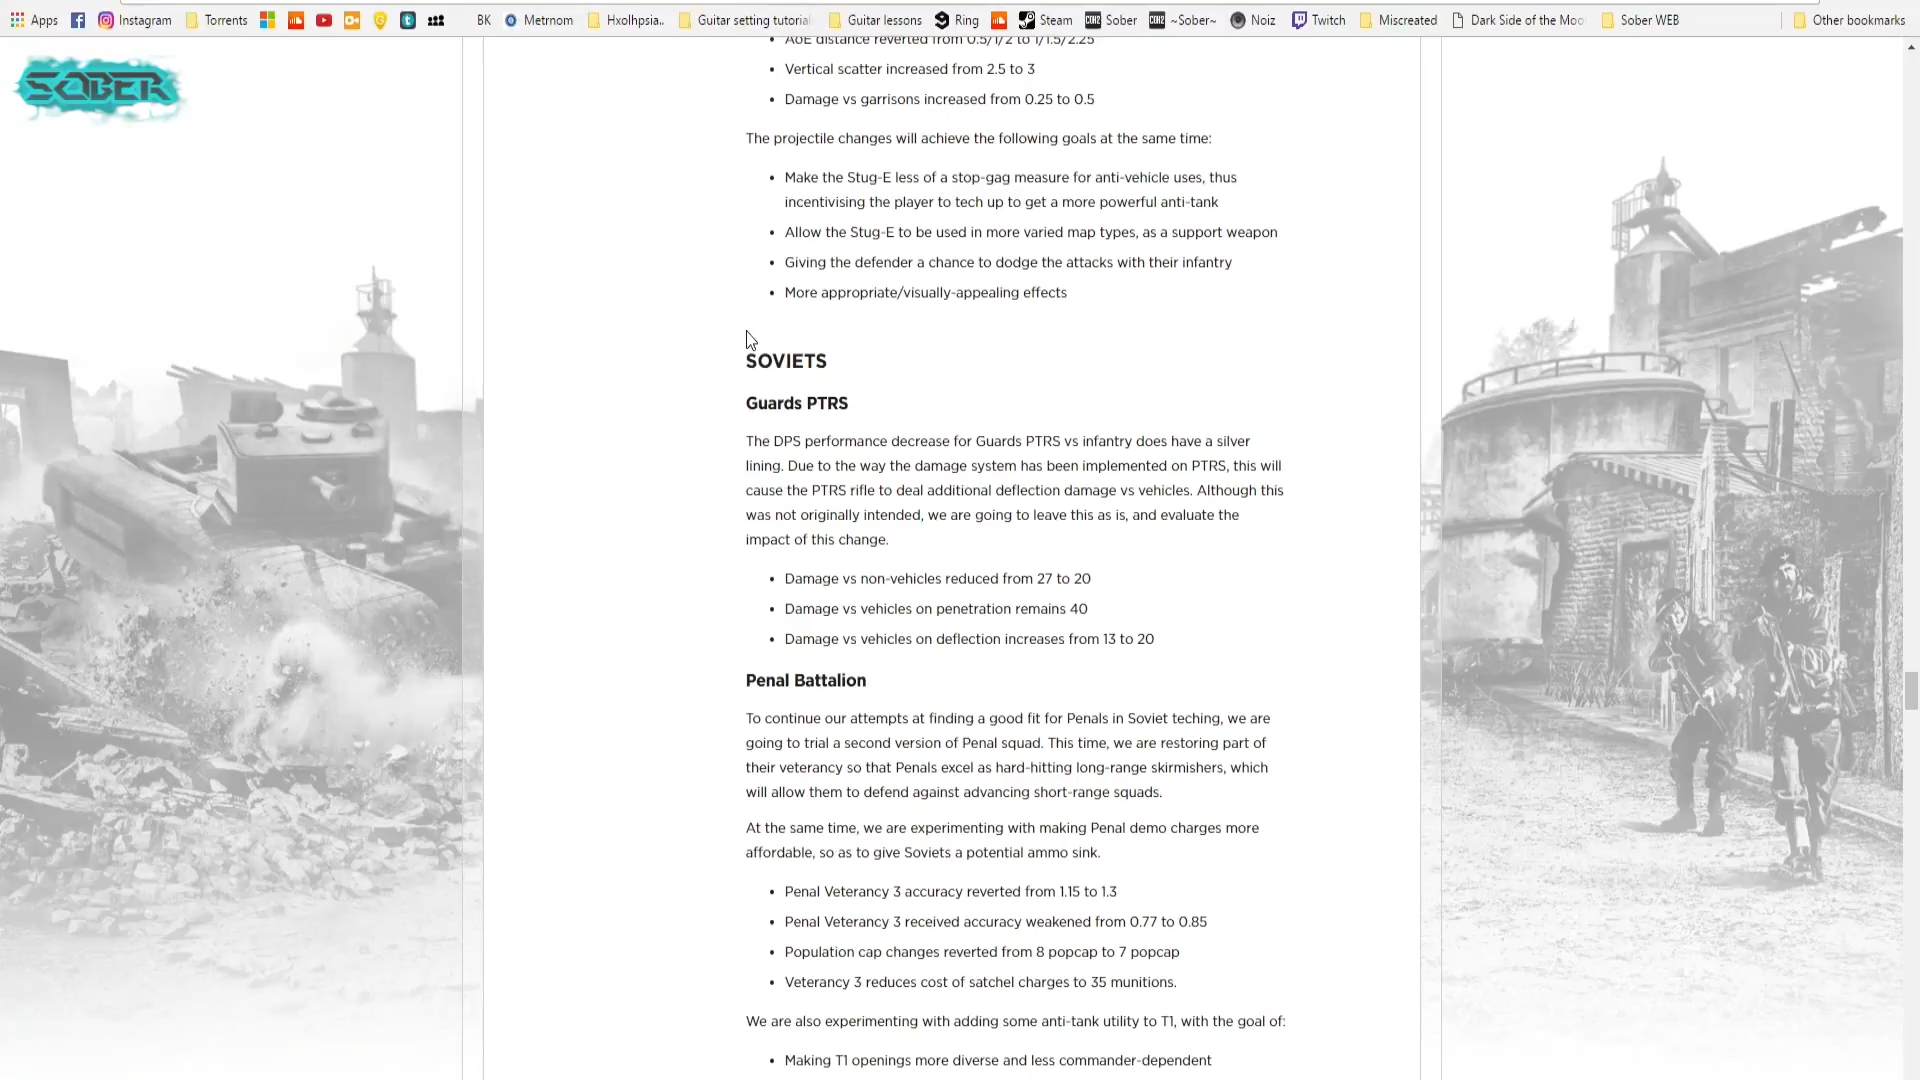 Apps Instagram Torrents BK Metrnom Hxolhpsia.. Guitar setting tutorial Guitar lessons Ring Steam Sober ~Sober~ Noiz Twitch Miscreated Dark Side of the Moo Sober WEB Other bookmarks
SOBER
AoE distance reverted from 0.5/1/2 to 1/1.5/2.25
• Vertical scatter increased from 2.5 to 3
• Damage vs garrisons increased from 0.25 to 0.5
The projectile changes will achieve the following goals at the same time:
• Make the Stug-E less of a stop-gag measure for anti-vehicle uses, thus
incentivising the player to tech up to get a more powerful anti-tank
• Allow the Stug-E to be used in more varied map types, as a support weapon
• Giving the defender a chance to dodge the attacks with their infantry
• More appropriate/visually-appealing effects
SOVIETS
Guards PTRS
The DPS performance decrease for Guards PTRS vs infantry does have a silver
lining. Due to the way the damage system has been implemented on PTRS, this will
cause the PTRS rifle to deal additional deflection damage vs vehicles. Although this
was not originally intended, we are going to leave this as is, and evaluate the
impact of this change.
• Damage vs non-vehicles reduced from 27 to 20
• Damage vs vehicles on penetration remains 40
• Damage vs vehicles on deflection increases from 13 to 20
Penal Battalion
To continue our attempts at finding a good fit for Penals in Soviet teching, we are
going to trial a second version of Penal squad. This time, we are restoring part of
their veterancy so that Penals excel as hard-hitting long-range skirmishers, which
will allow them to defend against advancing short-range squads.
At the same time, we are experimenting with making Penal demo charges more
affordable, so as to give Soviets a potential ammo sink.
• Penal Veterancy 3 accuracy reverted from 1.15 to 1.3
• Penal Veterancy 3 received accuracy weakened from 0.77 to 0.85
• Population cap changes reverted from 8 popcap to 7 popcap
• Veterancy 3 reduces cost of satchel charges to 35 munitions.
We are also experimenting with adding some anti-tank utility to T1, with the goal of:
• Making T1 openings more diverse and less commander-dependent